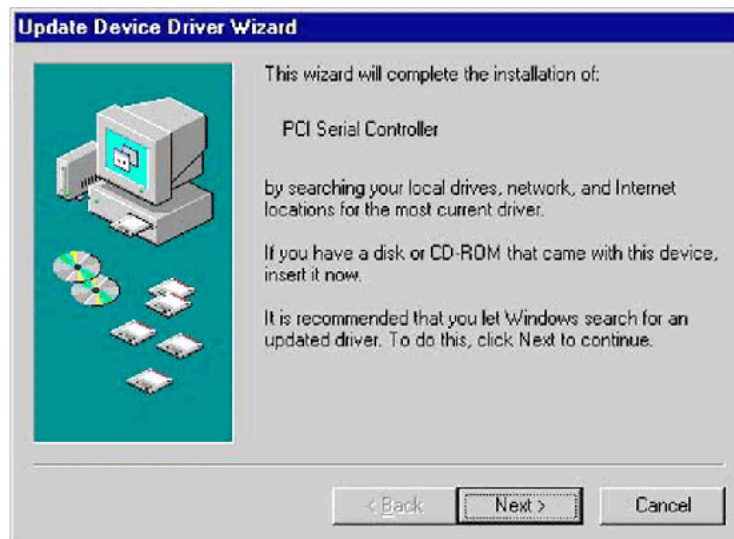 Update Device Driver Wizard
This wizard will complete the installation of:
PCI Serial Controller
by searching your local drives, network, and Internet
locations for the most current driver.
If you have a disk or CD-ROM that came with this device,
insert it now.
It is recommended that you let Windows search for an
updated driver. To do this, click Next to continue.
< Back Next > Cancel